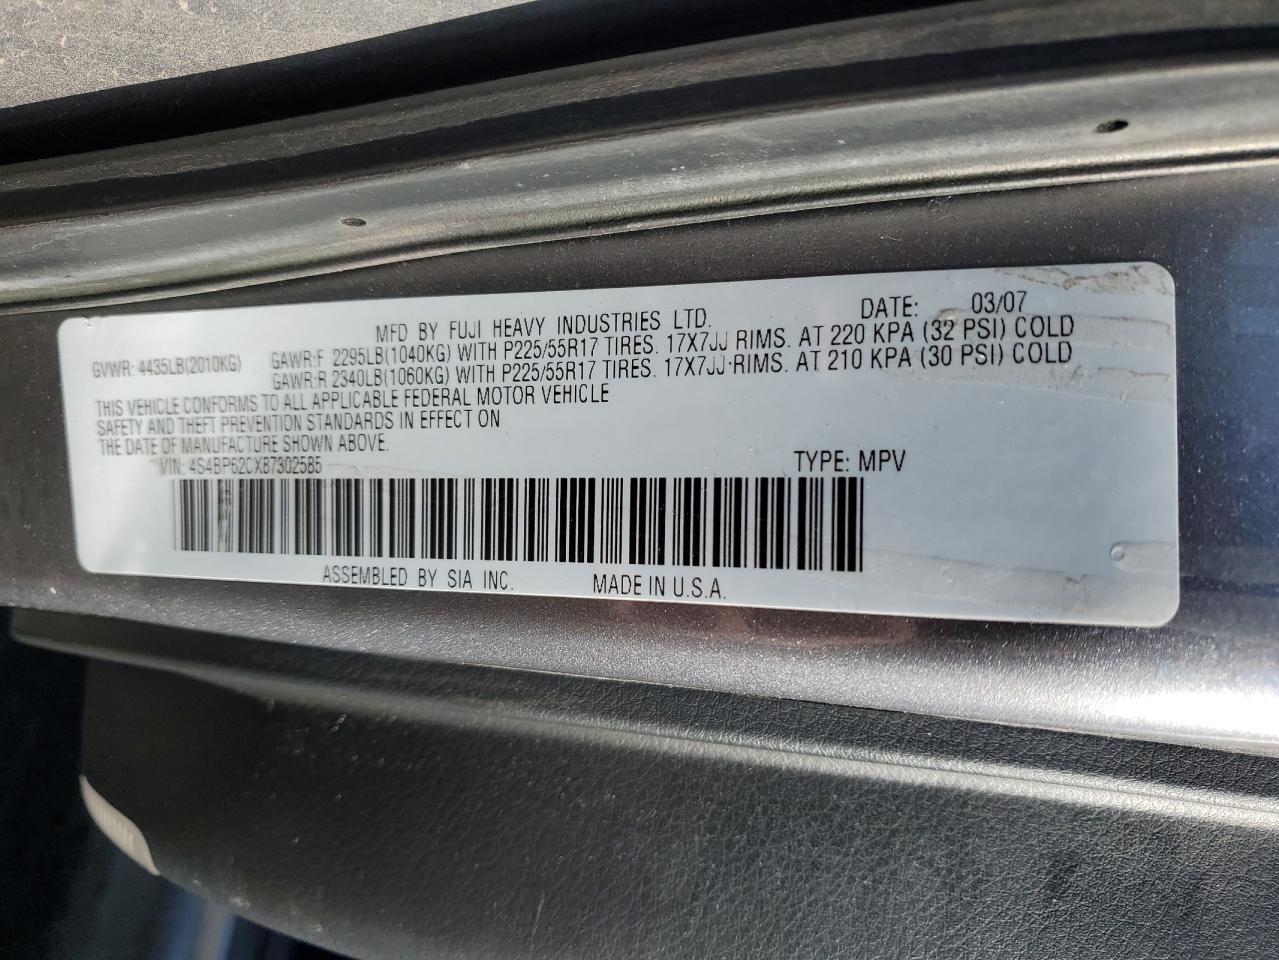 MFD BY FUJI HEAVY INDUSTRIES LTD. DATE: 03/07
GVWR: 4435LB(2010KG) GAWR:F 2295LB(1040KG) WITH P225/55R17 TIRES. 17X7JJ RIMS. AT 220 KPA (32 PSI) COLD
GAWR:R 2340LB(1060KG) WITH P225/55R17 TIRES. 17X7JJ RIMS. AT 210 KPA (30 PSI) COLD
THIS VEHICLE CONFORMS TO ALL APPLICABLE FEDERAL MOTOR VEHICLE
SAFETY AND THEFT PREVENTION STANDARDS IN EFFECT ON
THE DATE OF MANUFACTURE SHOWN ABOVE.
VIN: 4S4BP62CX87302585 TYPE: MPV
ASSEMBLED BY SIA INC. MADE IN U.S.A.